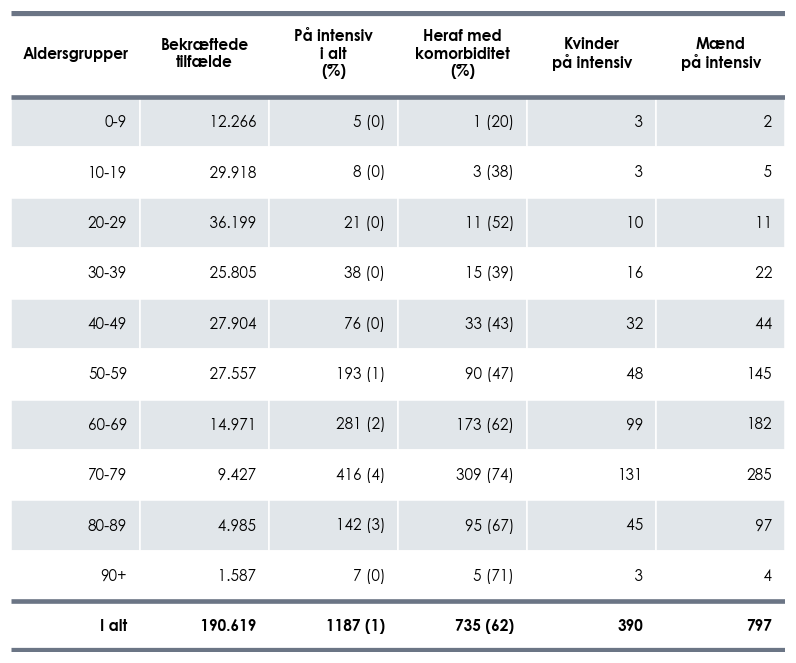 Aldersgrupper Bekræftede tilfælde På intensiv i alt (%) Heraf med komorbiditet (%) Kvinder på intensiv Mænd på intensiv
0-9 12.266 5 (0) 1 (20) 3 2
10-19 29.918 8 (0) 3 (38) 3 5
20-29 36.199 21 (0) 11 (52) 10 11
30-39 25.805 38 (0) 15 (39) 16 22
40-49 27.904 76 (0) 33 (43) 32 44
50-59 27.557 193 (1) 90 (47) 48 145
60-69 14.971 281 (2) 173 (62) 99 182
70-79 9.427 416 (4) 309 (74) 131 285
80-89 4.985 142 (3) 95 (67) 45 97
90+ 1.587 7 (0) 5 (71) 3 4
I alt 190.619 1187 (1) 735 (62) 390 797